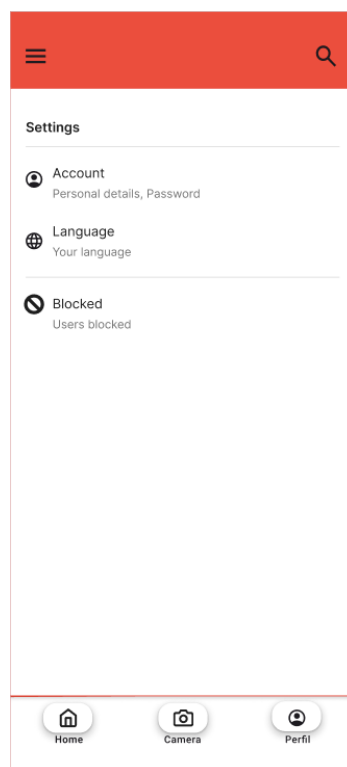 Settings
Account
Personal details, Password
Language
Your language
Blocked
Users blocked
Home
Camera
Perfil